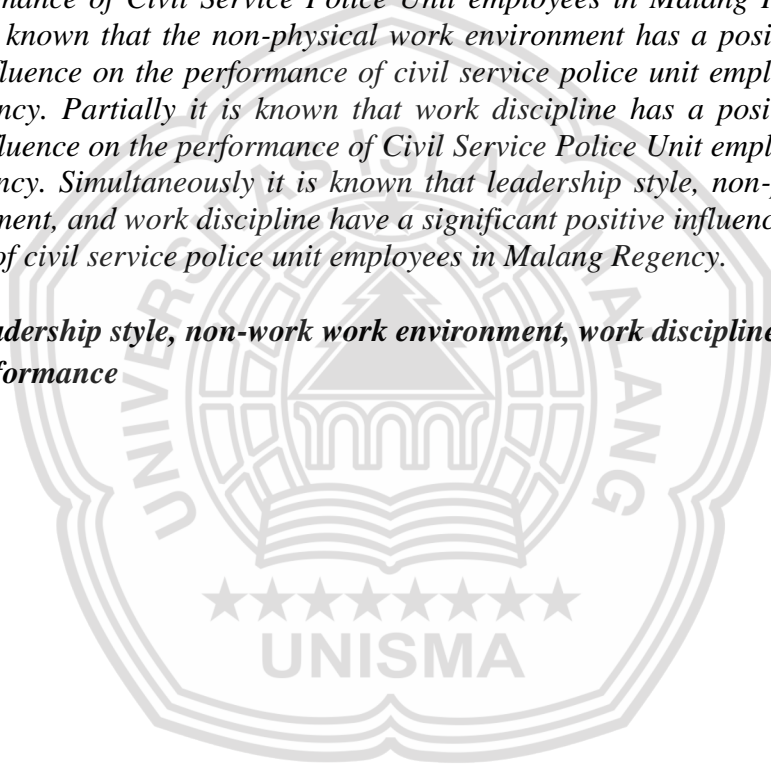 mance of Civil Service Police Unit employees in Malang
known that the non-physical work environment has a posi
fluence on the performance of civil service police unit empl
ncy. Partially it is known that work discipline has a posi
fluence on the performance of Civil Service Police Unit empl
ncy. Simultaneously it is known that leadership style, non-
ment, and work discipline have a significant positive influenc
of civil service police unit employees in Malang Regency.
adership style, non-work work environment, work discipline
formance
UNIVERSITAS ISLAM MALANG
UNISMA